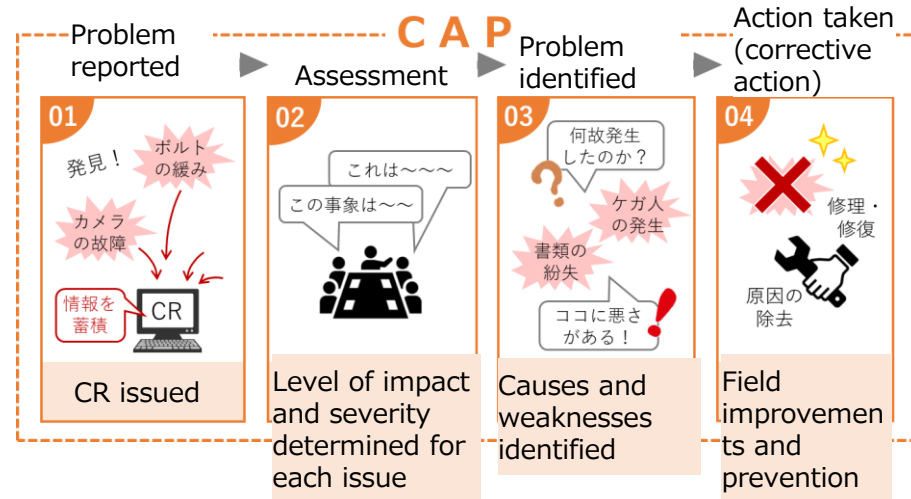 CAP
Problem
reported
Assessment
Problem
identified
Action taken
(corrective
action)
01
発見！
ボルト
の緩み
カメラ
の故障
情報を
蓄積
CR
CR issued
02
これは～～～
この事象は～～
Level of impact
and severity
determined for
each issue
03
何故発生
したのか？
?
ケガ人
の発生
書類の
紛失
ココに悪さ
がある！
!
Causes and
weaknesses
identified
04
修理・
修復
原因の
除去
Field
improvemen
ts and
prevention